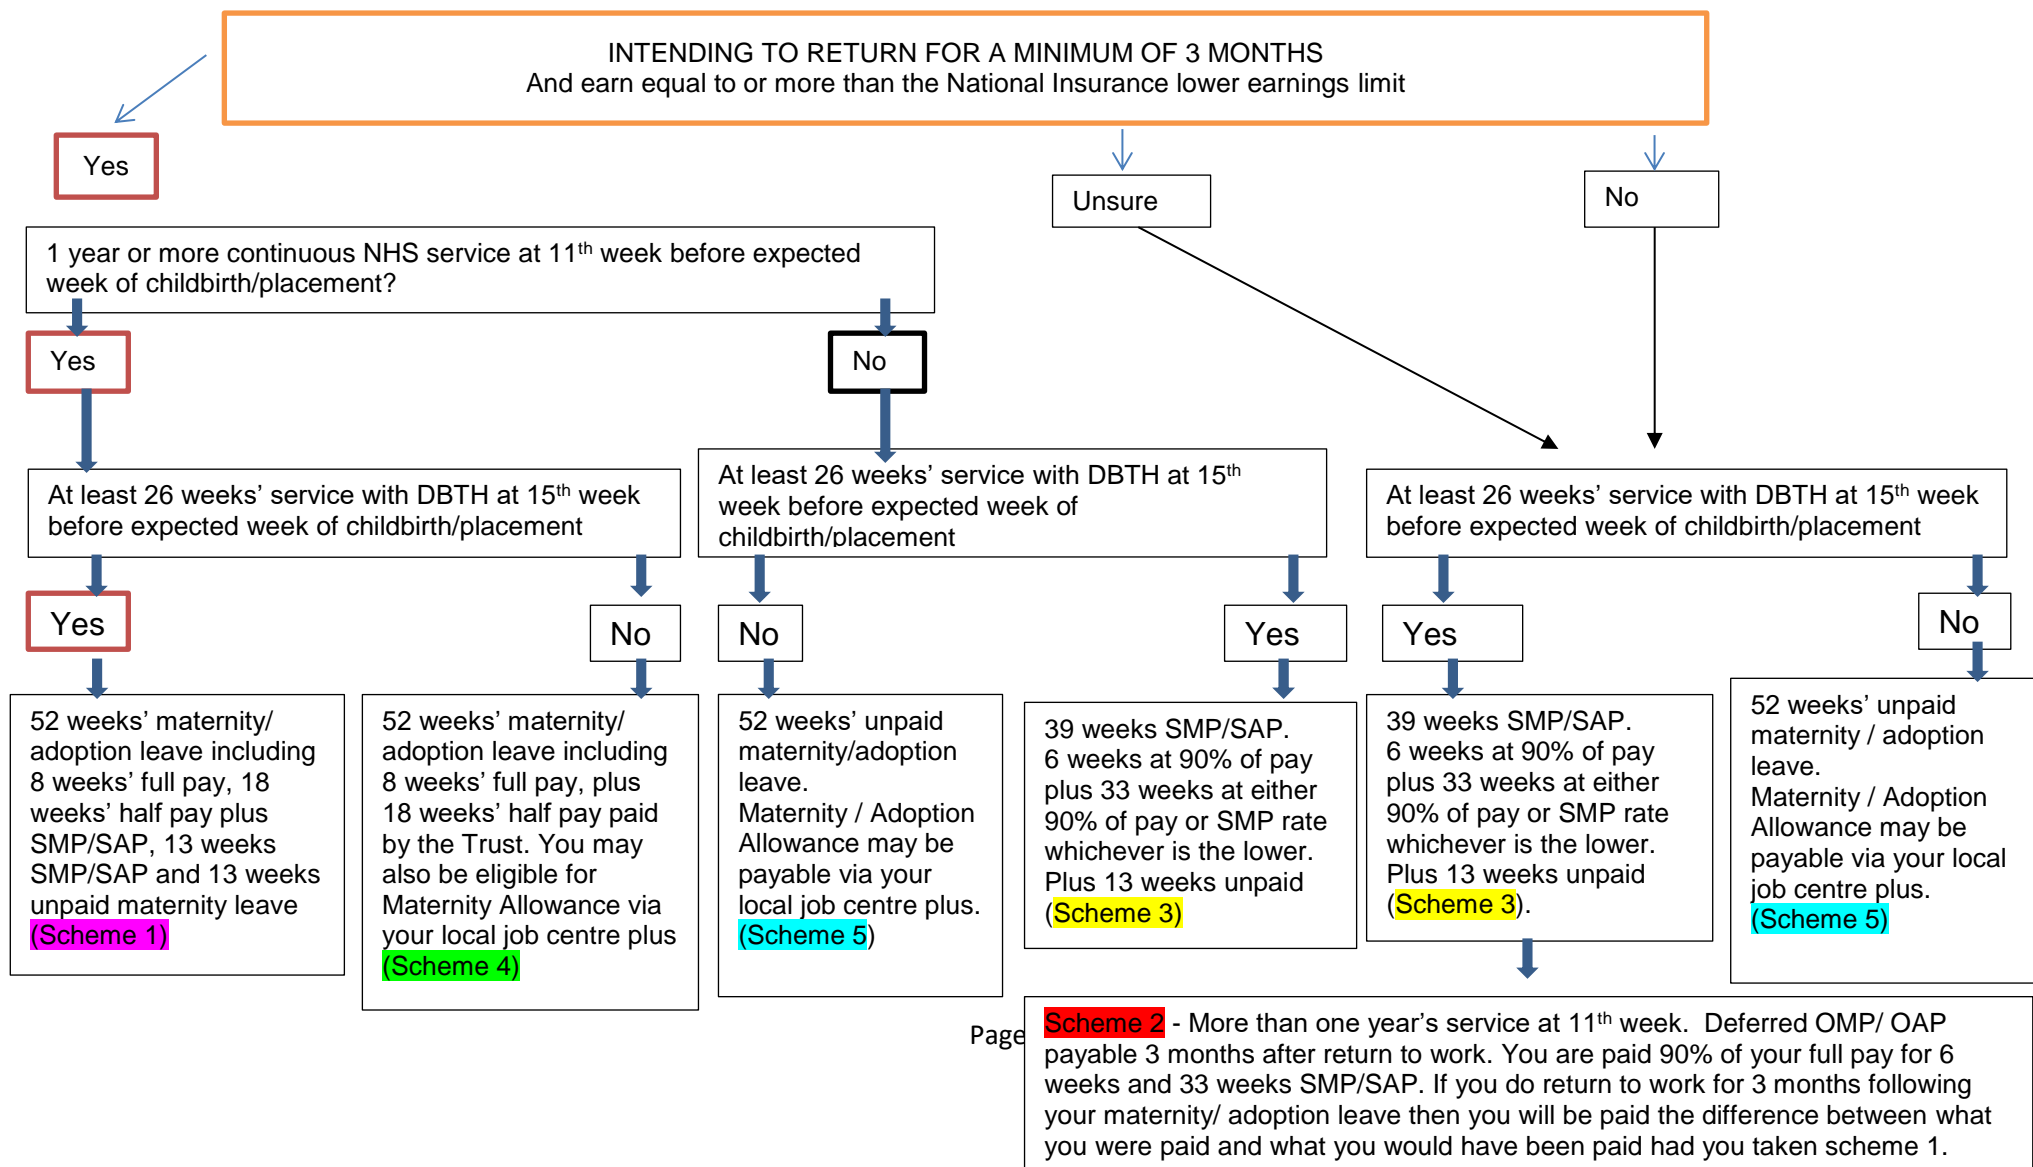 INTENDING TO RETURN FOR A MINIMUM OF 3 MONTHS
And earn equal to or more than the National Insurance lower earnings limit
Yes
Unsure
No
1 year or more continuous NHS service at 11th week before expected
week of childbirth/placement?
Yes
No
At least 26 weeks’ service with DBTH at 15th week
before expected week of childbirth/placement
At least 26 weeks’ service with DBTH at 15th
week before expected week of
childbirth/placement
At least 26 weeks’ service with DBTH at 15th week
before expected week of childbirth/placement
Yes
No
No
Yes
Yes
No
52 weeks’ maternity/
adoption leave including
8 weeks’ full pay, 18
weeks’ half pay plus
SMP/SAP, 13 weeks
SMP/SAP and 13 weeks
unpaid maternity leave
(Scheme 1)
52 weeks’ maternity/
adoption leave including
8 weeks’ full pay, plus
18 weeks’ half pay paid
by the Trust. You may
also be eligible for
Maternity Allowance via
your local job centre plus
(Scheme 4)
52 weeks’ unpaid
maternity/adoption
leave.
Maternity / Adoption
Allowance may be
payable via your
local job centre plus.
(Scheme 5)
39 weeks SMP/SAP.
6 weeks at 90% of pay
plus 33 weeks at either
90% of pay or SMP rate
whichever is the lower.
Plus 13 weeks unpaid
(Scheme 3)
39 weeks SMP/SAP.
6 weeks at 90% of pay
plus 33 weeks at either
90% of pay or SMP rate
whichever is the lower.
Plus 13 weeks unpaid
(Scheme 3).
52 weeks’ unpaid
maternity / adoption
leave.
Maternity / Adoption
Allowance may be
payable via your local
job centre plus.
(Scheme 5)
Page
Scheme 2 - More than one year’s service at 11th week. Deferred OMP/ OAP
payable 3 months after return to work. You are paid 90% of your full pay for 6
weeks and 33 weeks SMP/SAP. If you do return to work for 3 months following
your maternity/ adoption leave then you will be paid the difference between what
you were paid and what you would have been paid had you taken scheme 1.